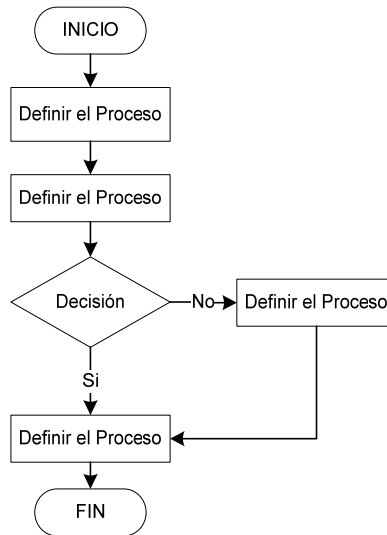 INICIO
Definir el Proceso
Definir el Proceso
Decisión
No
Definir el Proceso
Si
Definir el Proceso
FIN